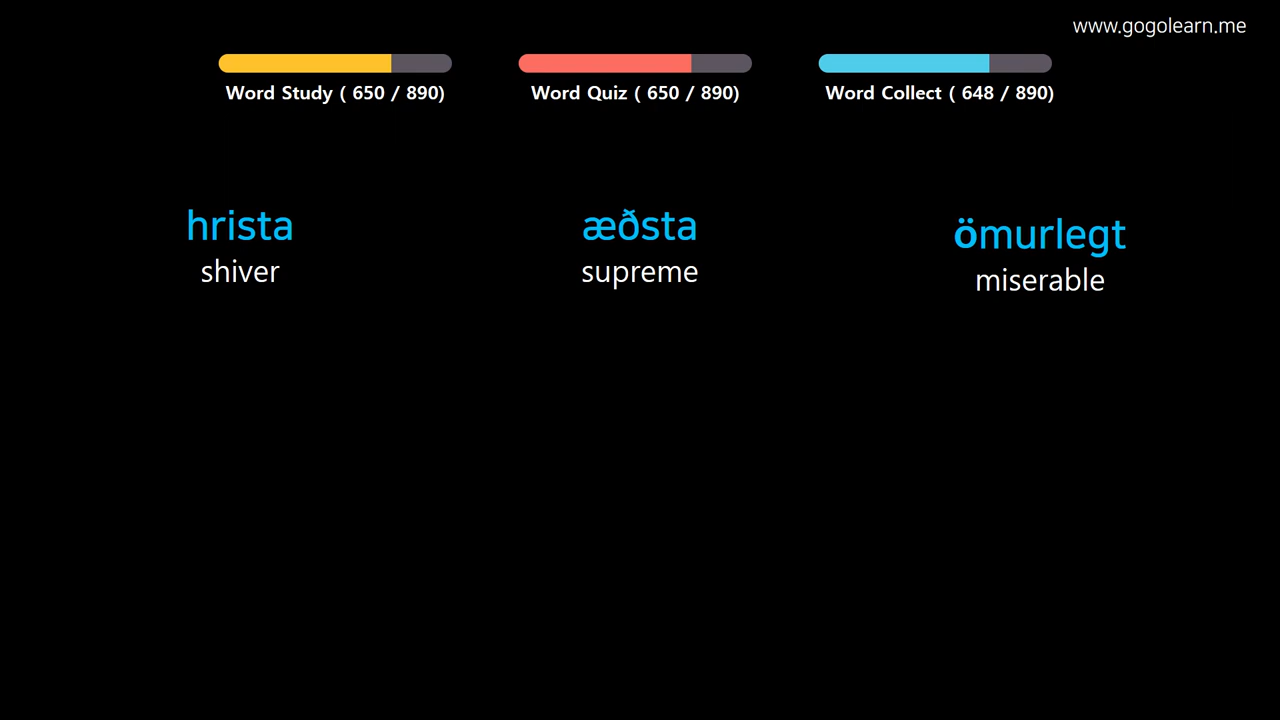 www.gogolearn.me
Word Study ( 650 / 890)
Word Quiz ( 650 / 890)
Word Collect ( 648 / 890)
hrista
shiver
æðsta
supreme
ömurlegt
miserable